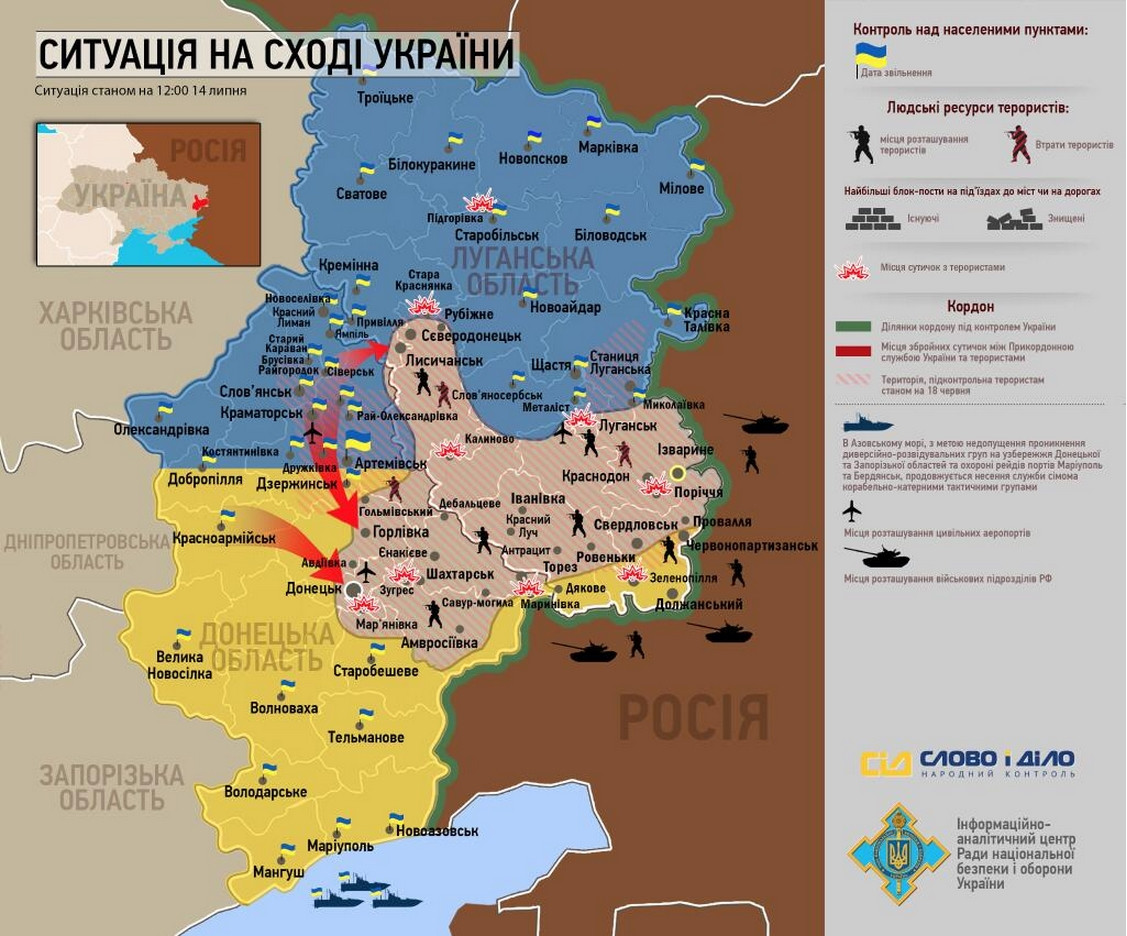 СИТУАЦІЯ НА СХОДІ УКРАЇНИ
Ситуація станом на 12:00 14 липня
РОСІЯ
УКРАЇНА
Троїцьке
Білокуракине
Новопсков
Марківка
Сватове
Мілове
Підгорівка
Старобільськ
Біловодськ
ЛУГАНСЬКА
ОБЛАСТЬ
ХАРКІВСЬКА
ОБЛАСТЬ
Кремінна
Стара
Краснянка
Новоселівка
Красний
Лиман
Привілля
Рубіжне
Новоайдар
Красна
Талівка
Ямпіль
Сєвєродонецьк
Старий
Караван
Брусівка
Райгородок
Сіверськ
Лисичанськ
Щастя
Станиця
Луганська
Слов'янськ
Слов'яносербськ
Металіст
Миколаївка
Краматорськ
Рай-Олександрівка
Олександрівка
Луганськ
Калиново
Костянтинівка
Ізварине
Дружківка
Артемівськ
Добропілля
Дзержинськ
Краснодон
Поріччя
Гольмівський
Дебальцеве
Іванівка
Красний
Луч
Свердловськ
Провалля
Красноармійськ
Горлівка
ДНІПРОПЕТРОВСЬКА
ОБЛАСТЬ
Єнакієве
Антрацит
Ровеньки
Червонопартизанськ
Авдіївка
Торез
Донецьк
Шахтарськ
Зугрес
Дякове
Зеленопілля
Савур-могила
Маринівка
Должанський
Мар'янівка
Амвросіївка
ДОНЕЦЬКА
ОБЛАСТЬ
Велика
Новосілка
Старобешеве
Волноваха
Тельманове
РОСІЯ
ЗАПОРІЗЬКА
ОБЛАСТЬ
Володарське
Новоазовськ
Маріуполь
Мангуш
Контроль над населеними пунктами:
Дата звільнення
Людські ресурси терористів:
місця розташування
терористів
Втрати терористів
Найбільші блок-пости на під'їздах до міст чи на дорогах
Існуючі
Знищені
Місця сутичок з терористами
Кордон
Ділянки кордону під контролем України
Місця збройних сутичок між Прикордонною
службою України та терористами
Територія, підконтрольна терористам
станом на 18 червня
В Азовському морі, з метою недопущення проникнення
диверсійно-розвідувальних груп на узбережжя Донецької
та Запорізької областей та охороні рейдів портів Маріуполь
та Бердянськ, продовжується несення служби сімома
корабельно-катерними тактичними групами
Місця розташування цивільних аеропортів
Місця розташування військових підрозділів РФ
СІД
СЛОВО і ДІЛО
НАРОДНИЙ КОНТРОЛЬ
Інформаційно-
аналітичний центр
Ради національної
безпеки і оборони
України